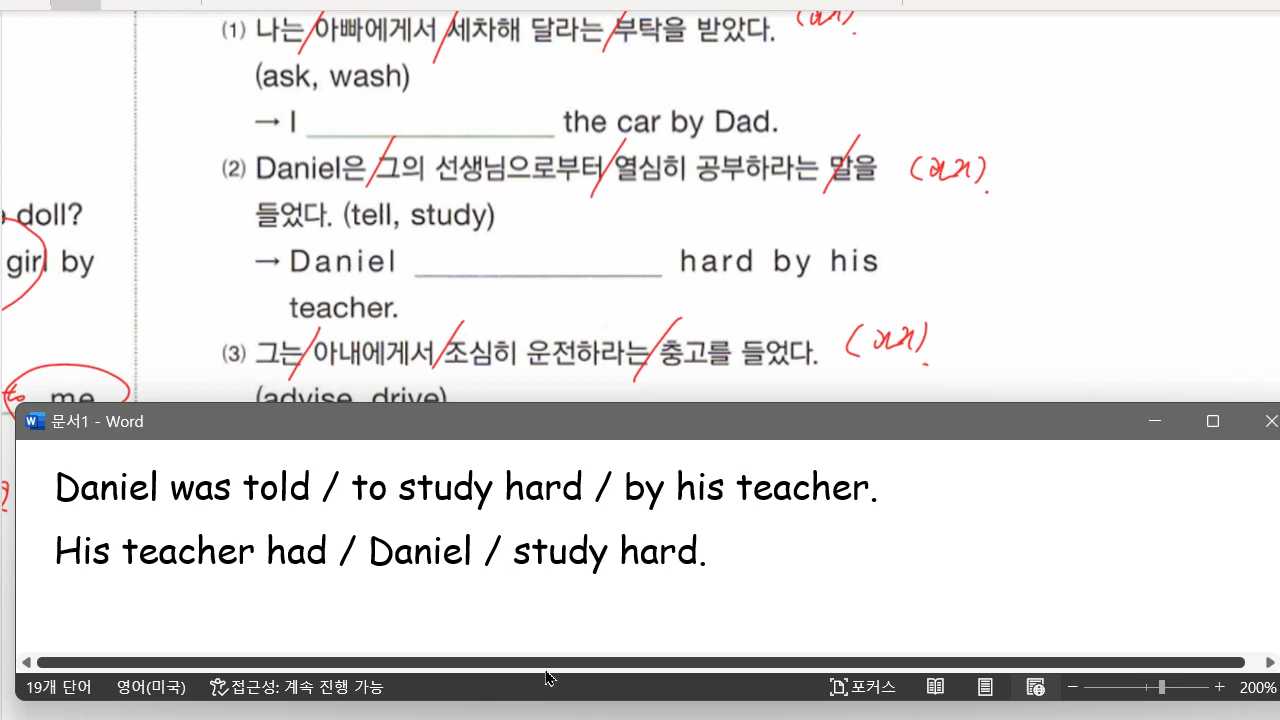 (1) 나는 아빠에게서 세차해 달라는 부탁을 받았다.
(ask, wash)
→ I ____________ the car by Dad.
(2) Daniel은 그의 선생님으로부터 열심히 공부하라는 말을
들었다. (tell, study)
→ Daniel ____________ hard by his
teacher.
(3) 그는 아내에게서 조심히 운전하라는 충고를 들었다.
(advise, drive)
doll?
girl by
to me
문서1 - Word
Daniel was told / to study hard / by his teacher.
His teacher had / Daniel / study hard.
19개 단어 영어(미국) 접근성: 계속 진행 가능 포커스 200%